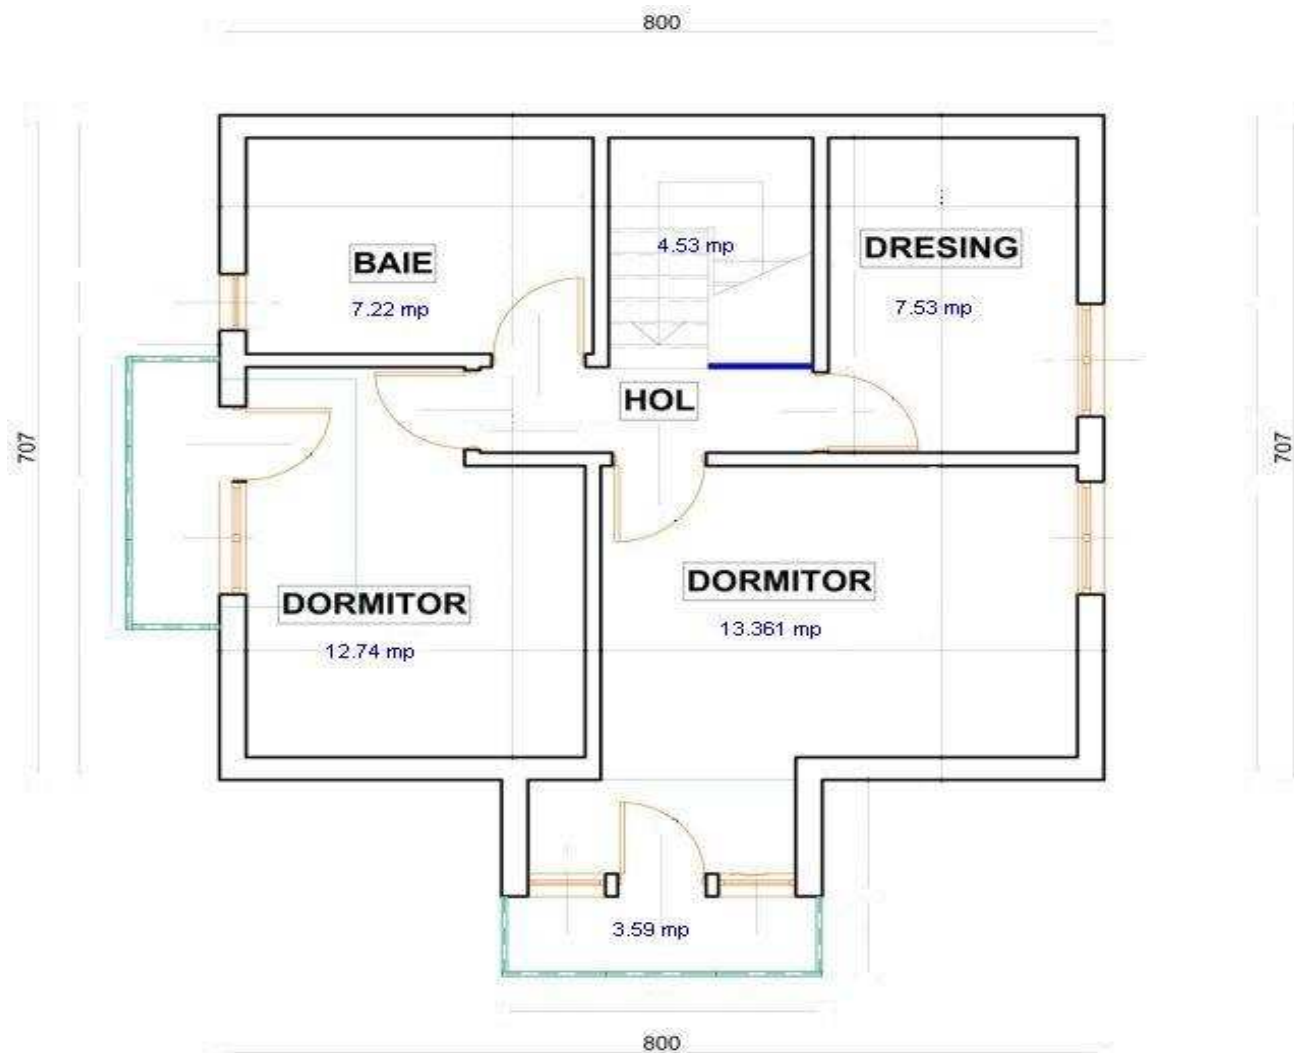 800
BAIE
7.22 mp
4.53 mp
DRESING
7.53 mp
HOL
707
707
DORMITOR
12.74 mp
DORMITOR
13.361 mp
3.59 mp
800